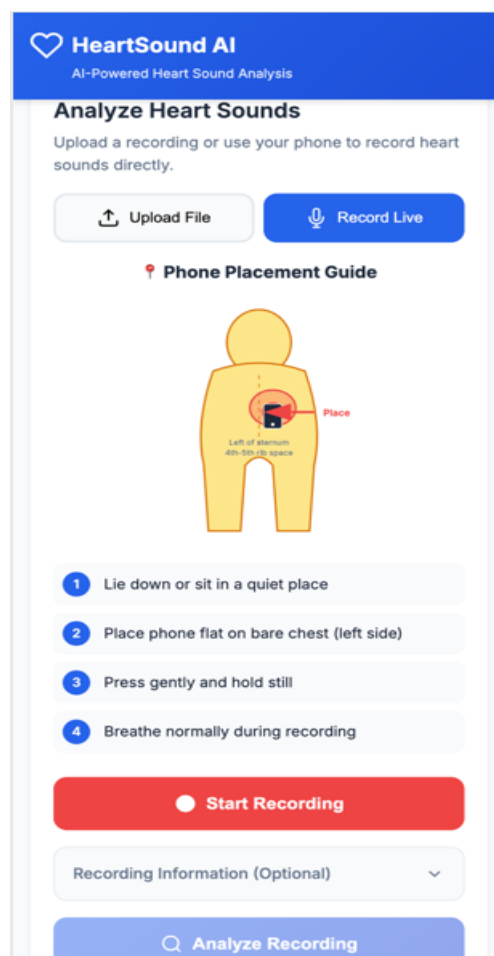 HeartSound AI
AI-Powered Heart Sound Analysis
Analyze Heart Sounds
Upload a recording or use your phone to record heart
sounds directly.
Upload File
Record Live
Phone Placement Guide
Place
Left of sternum
4th-5th rib space
1 Lie down or sit in a quiet place
2 Place phone flat on bare chest (left side)
3 Press gently and hold still
4 Breathe normally during recording
Start Recording
Recording Information (Optional)
Analyze Recording